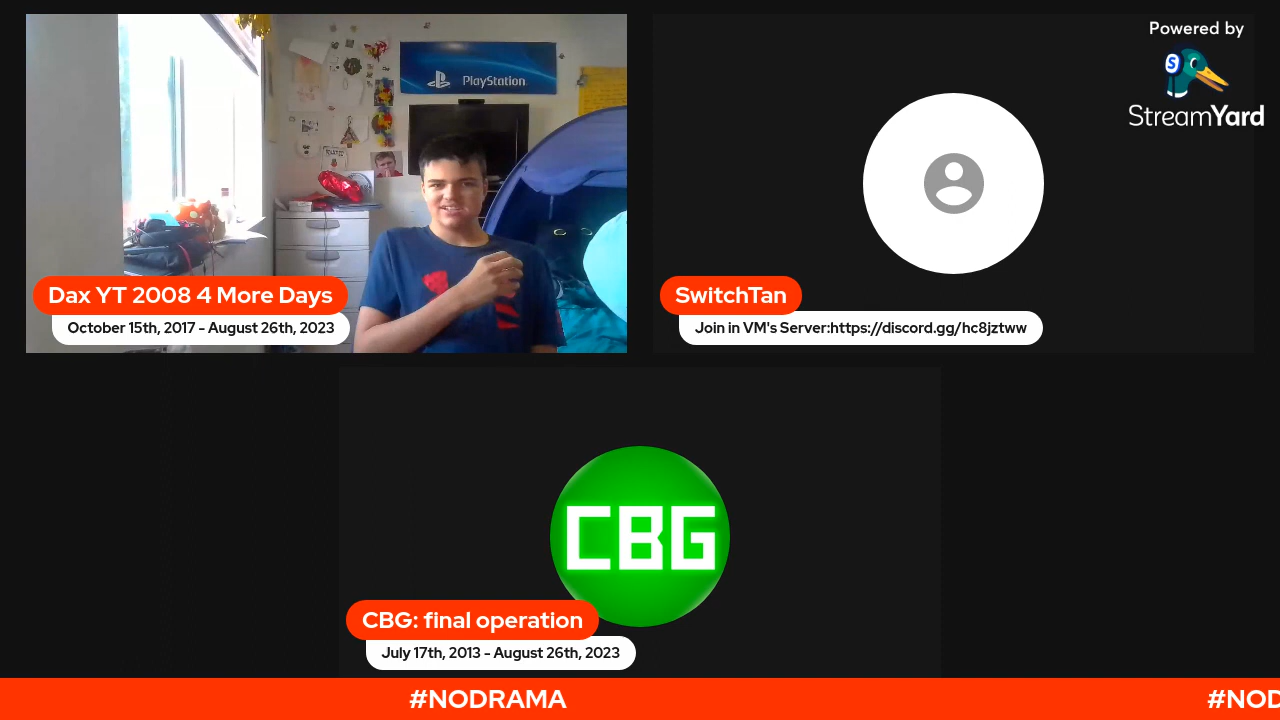 Powered by
StreamYard
PlayStation
Dax YT 2008 4 More Days
October 15th, 2017 - August 26th, 2023
SwitchTan
Join in VM's Server:https://discord.gg/hc8jztww
CBG
CBG: final operation
July 17th, 2013 - August 26th, 2023
#NODRAMA
#NOD